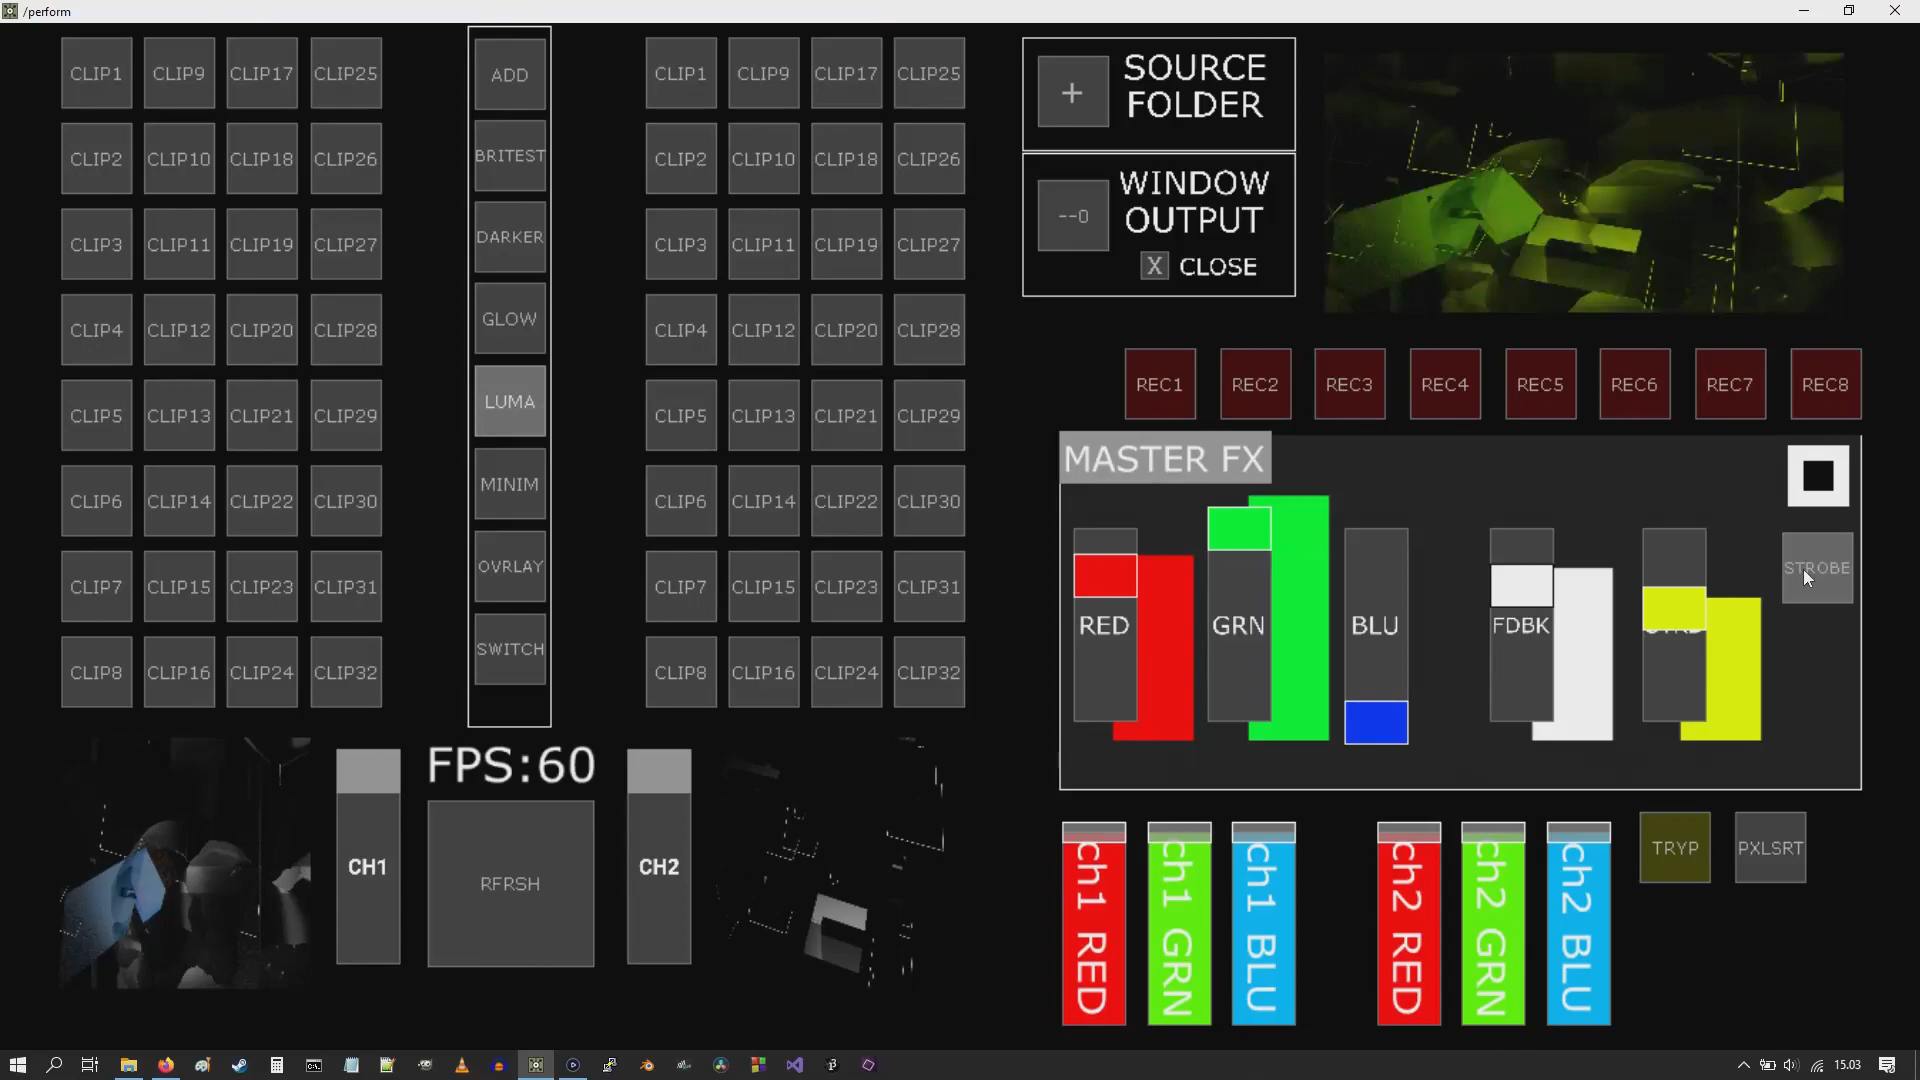 /perform
CLIP1 CLIP9 CLIP17 CLIP25
CLIP2 CLIP10 CLIP18 CLIP26
CLIP3 CLIP11 CLIP19 CLIP27
CLIP4 CLIP12 CLIP20 CLIP28
CLIP5 CLIP13 CLIP21 CLIP29
CLIP6 CLIP14 CLIP22 CLIP30
CLIP7 CLIP15 CLIP23 CLIP31
CLIP8 CLIP16 CLIP24 CLIP32
ADD
BRITEST
DARKER
GLOW
LUMA
MINIM
OVRLAY
SWITCH
CLIP1 CLIP9 CLIP17 CLIP25
CLIP2 CLIP10 CLIP18 CLIP26
CLIP3 CLIP11 CLIP19 CLIP27
CLIP4 CLIP12 CLIP20 CLIP28
CLIP5 CLIP13 CLIP21 CLIP29
CLIP6 CLIP14 CLIP22 CLIP30
CLIP7 CLIP15 CLIP23 CLIP31
CLIP8 CLIP16 CLIP24 CLIP32
CH1
FPS:60
RFRSH
CH2
+
SOURCE
FOLDER
--0
WINDOW
OUTPUT
X CLOSE
REC1 REC2 REC3 REC4 REC5 REC6 REC7 REC8
MASTER FX
STROBE
RED GRN BLU FDBK
ch1 RED
ch1 GRN
ch1 BLU
ch2 RED
ch2 GRN
ch2 BLU
TRYP
PXLSRT
15.03